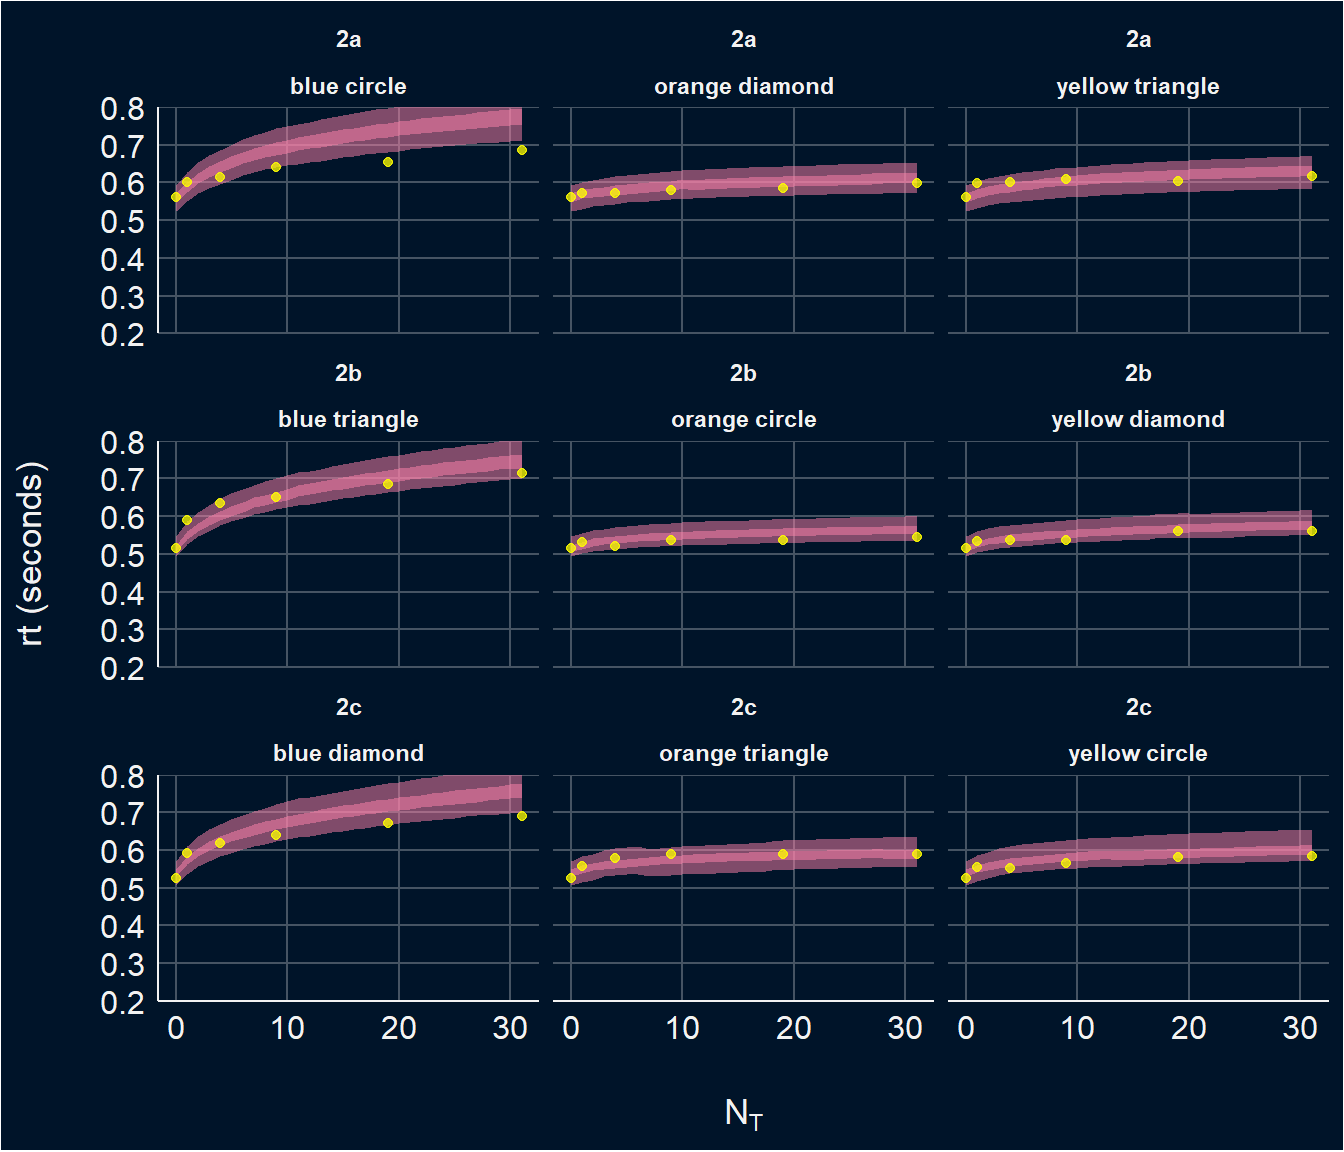 2a 2a 2a
blue circle orange diamond yellow triangle
0.8
0.7
0.6
0.5
0.4
0.3
0.2
2b 2b 2b
blue triangle orange circle yellow diamond
0.8
0.7
0.6
0.5
0.4
0.3
0.2
rt (seconds)
2c 2c 2c
blue diamond orange triangle yellow circle
0.8
0.7
0.6
0.5
0.4
0.3
0.2
0 10 20 30 0 10 20 30 0 10 20 30
N_T